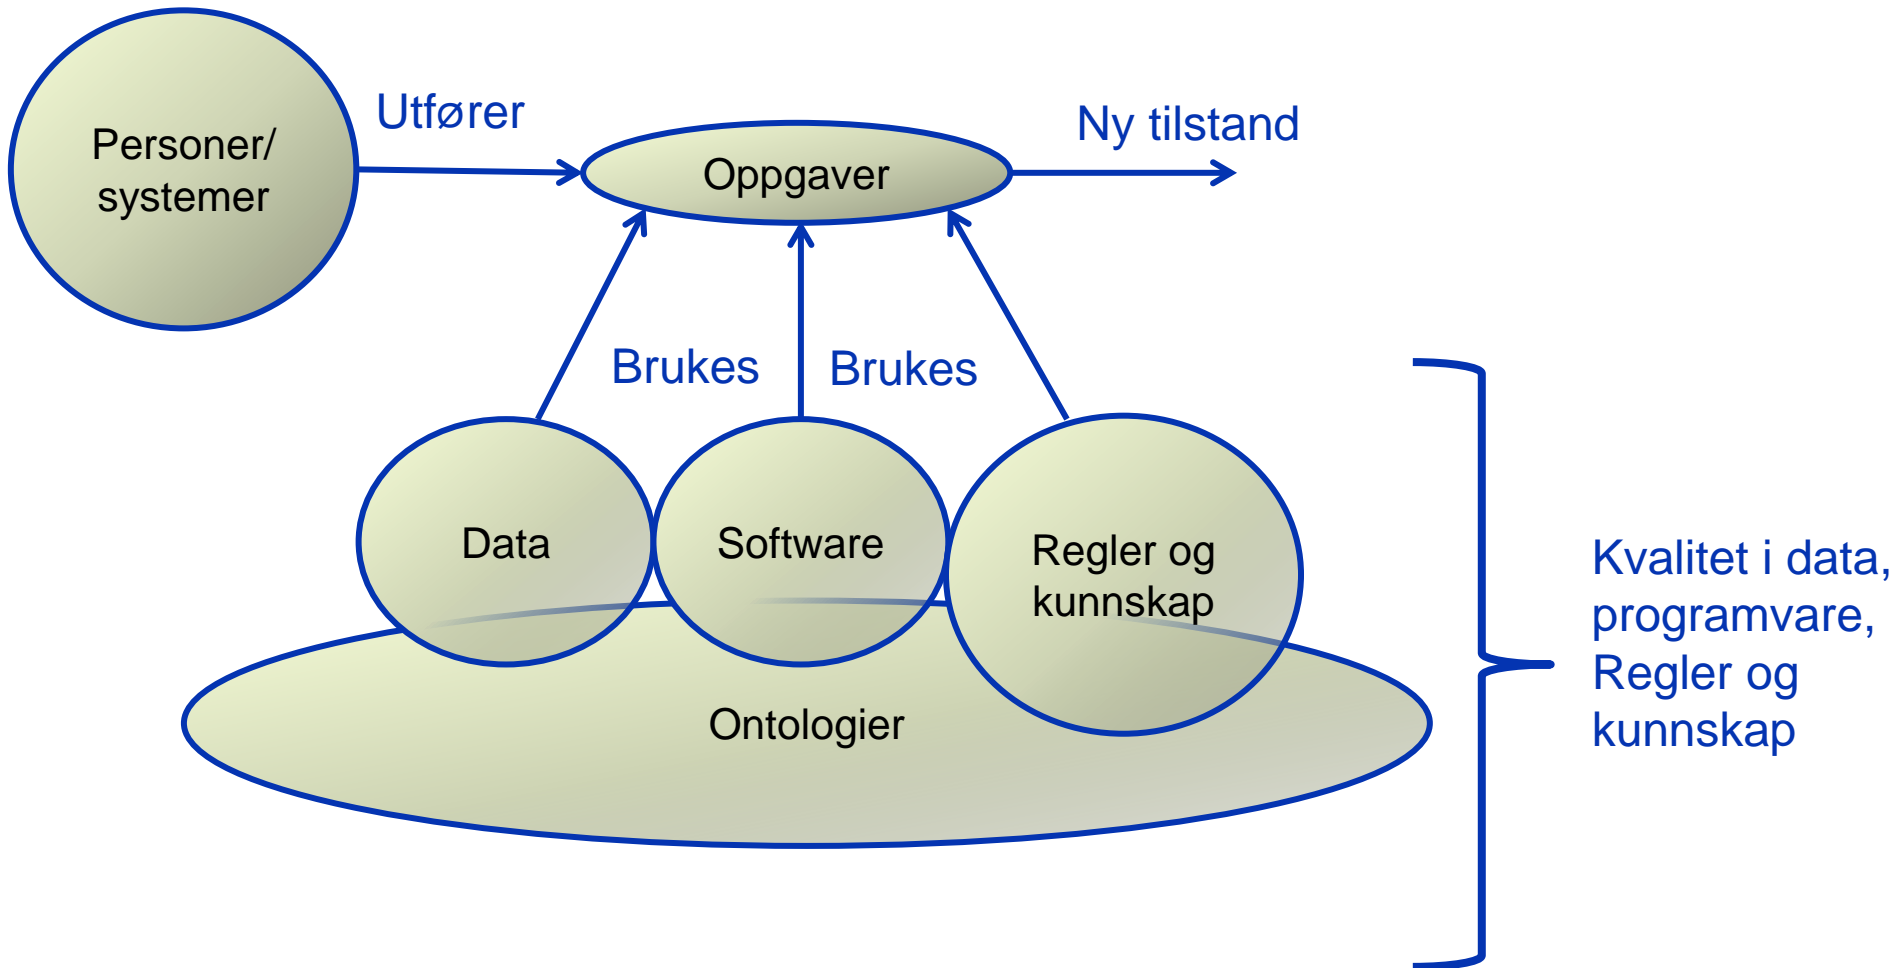 Personer/
systemer
Utfører
Oppgaver
Ny tilstand
Brukes
Brukes
Data
Software
Regler og
kunnskap
Ontologier
Kvalitet i data,
programvare,
Regler og
kunnskap